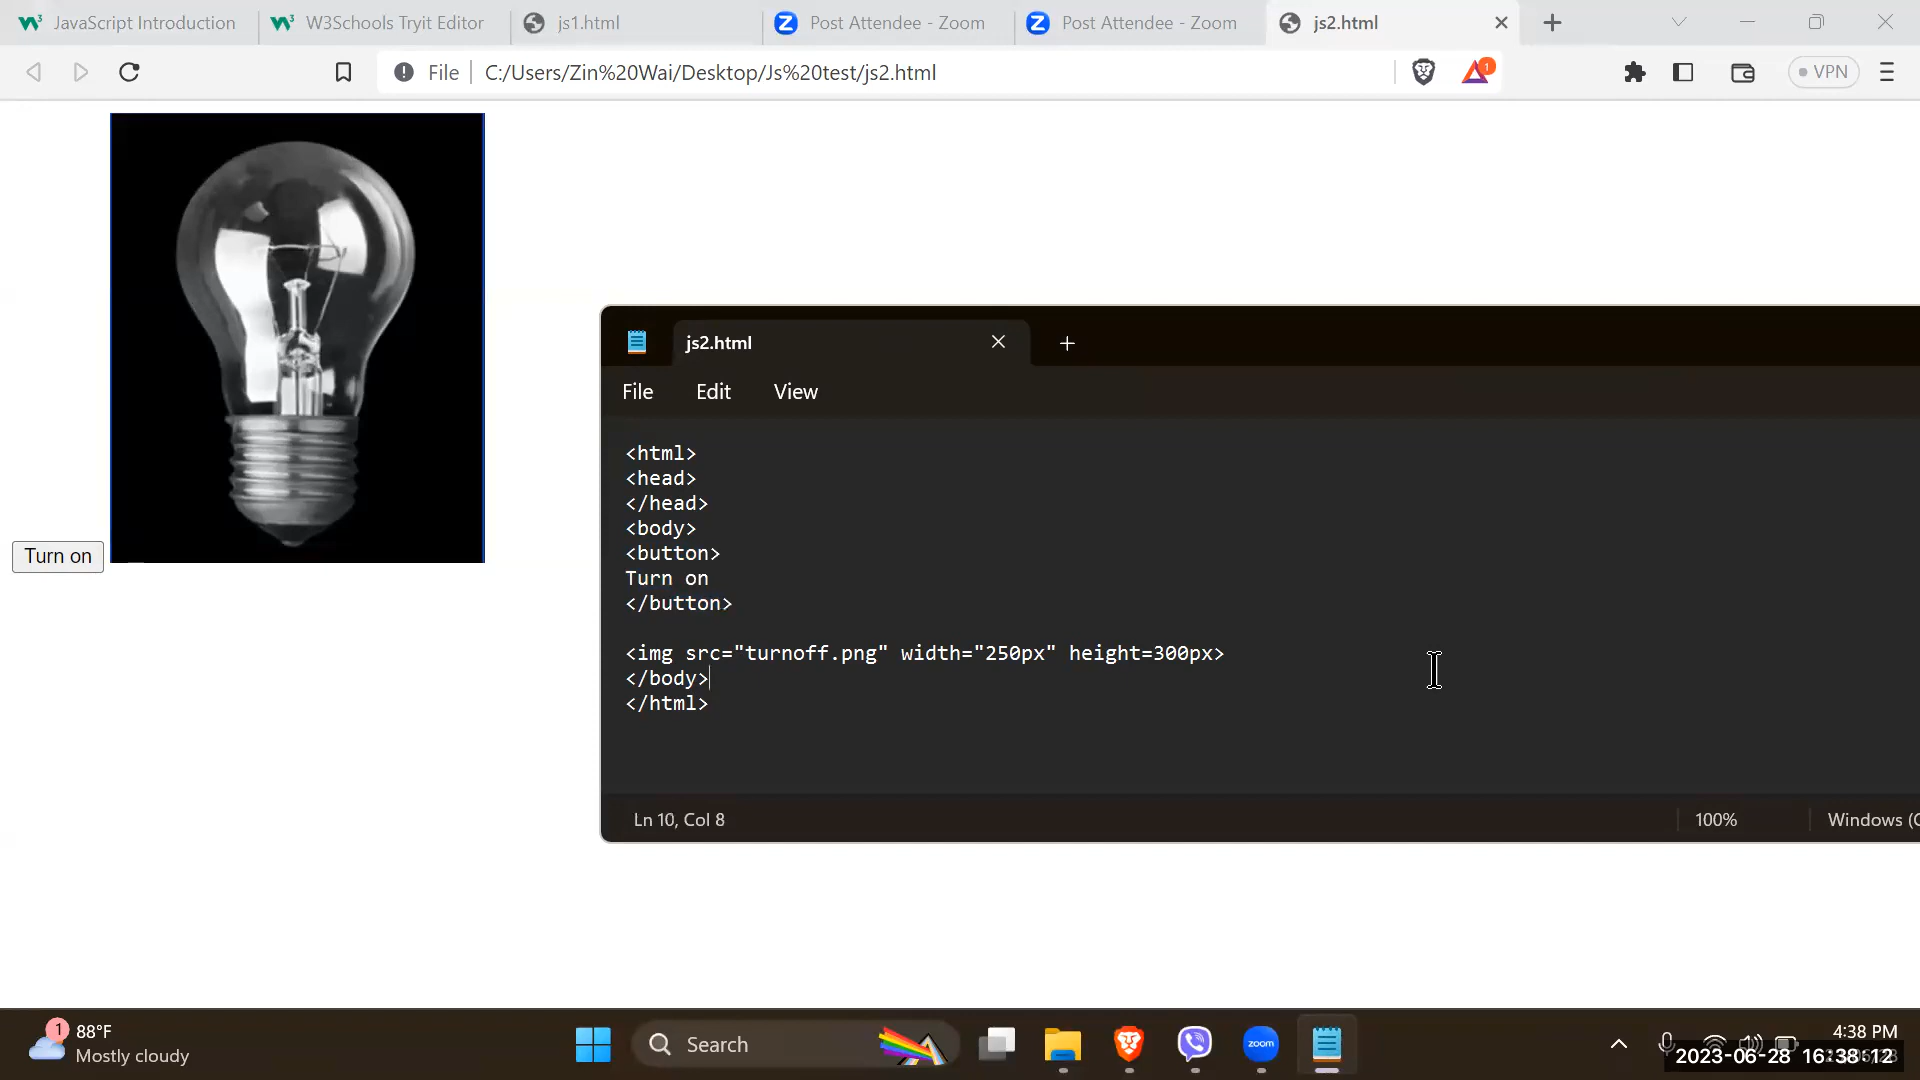 JavaScript Introduction
W3Schools Tryit Editor
js1.html
Post Attendee - Zoom
Post Attendee - Zoom
js2.html
File
C:/Users/Zin%20Wai/Desktop/Js%20test/js2.html
1
VPN
Turn on
js2.html
File Edit View
<html>
<head>
</head>
<body>
<button>
Turn on
</button>
<img src="turnoff.png" width="250px" height=300px>
</body>
</html>
Ln 10, Col 8
100%
Windows (C
1
88°F
Mostly cloudy
Search
zoom
4:38 PM
2023-06-28 16:38:12